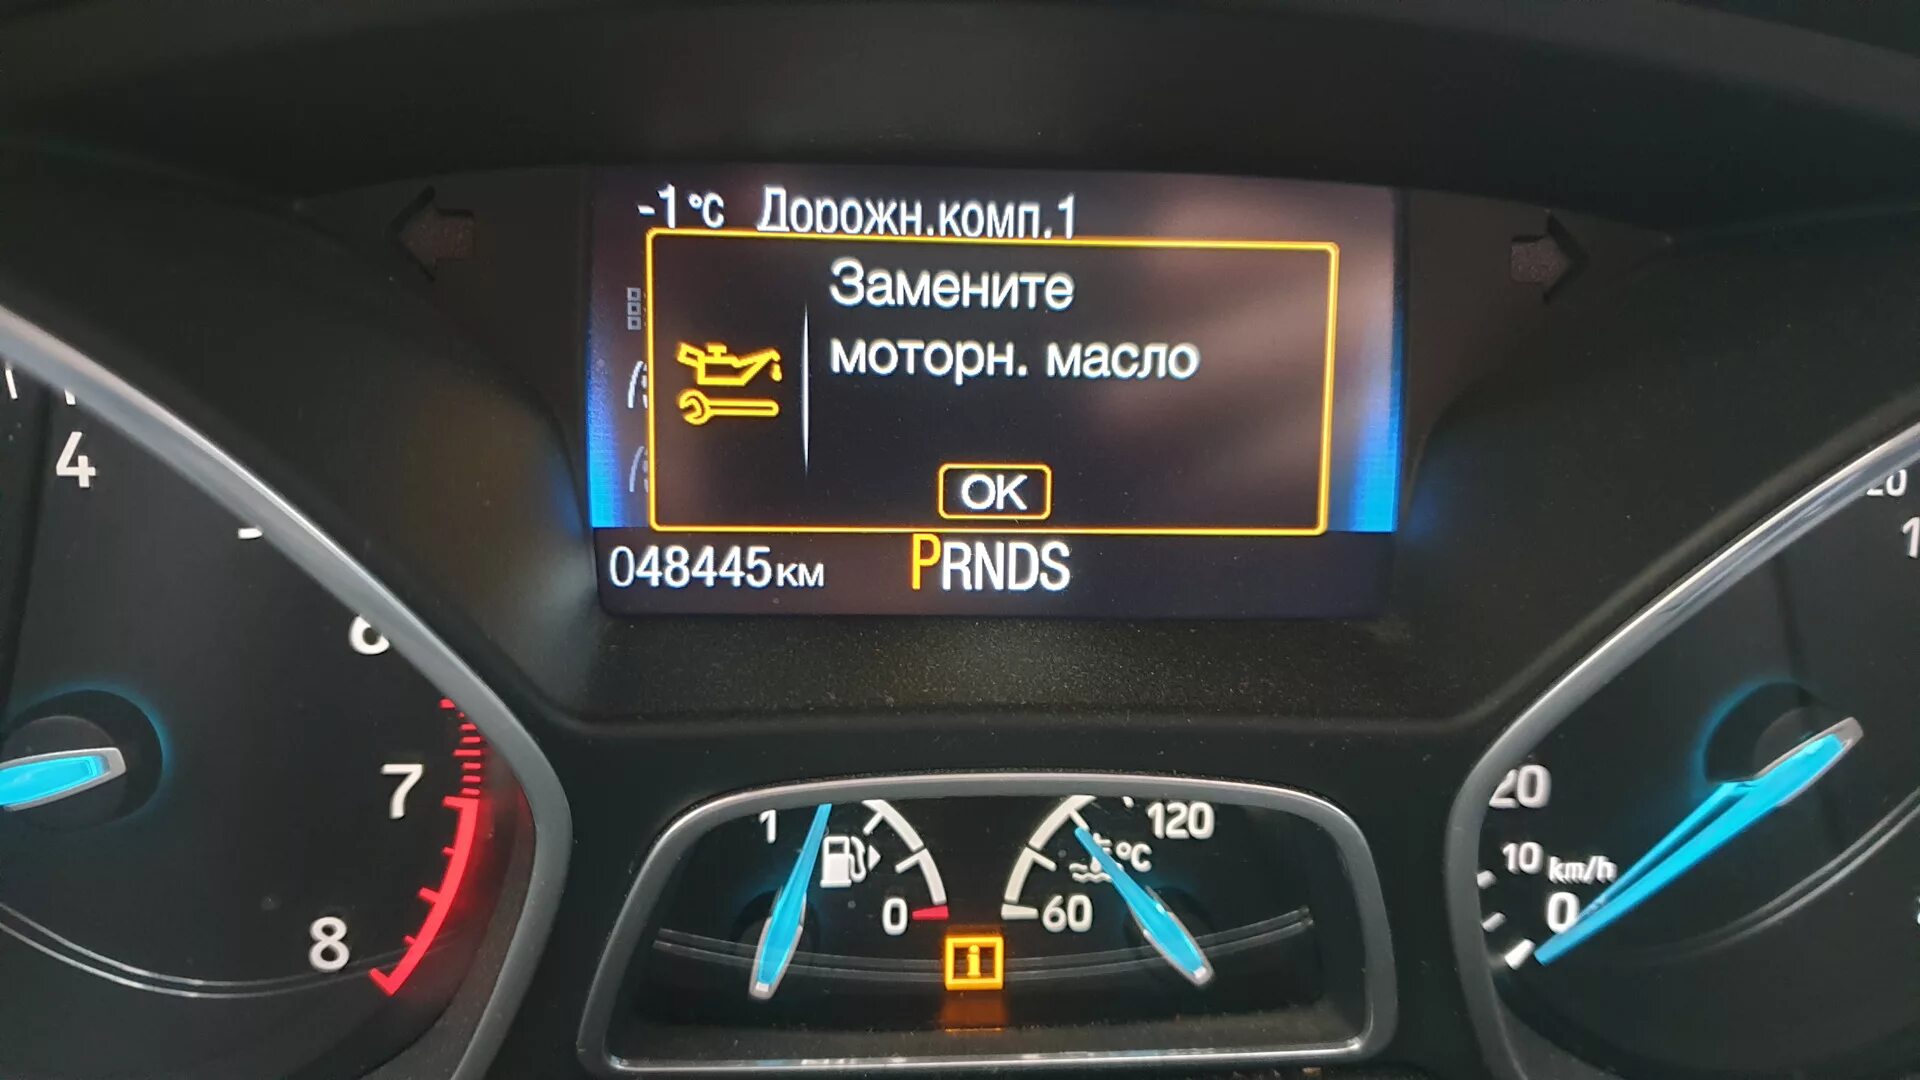 -1°C Дорожн.комп.1
Замените
моторн. масло
OK
048445км PRNDS
4
6
7
8
1
0
120
°C
60
i
20
10 km/h
0